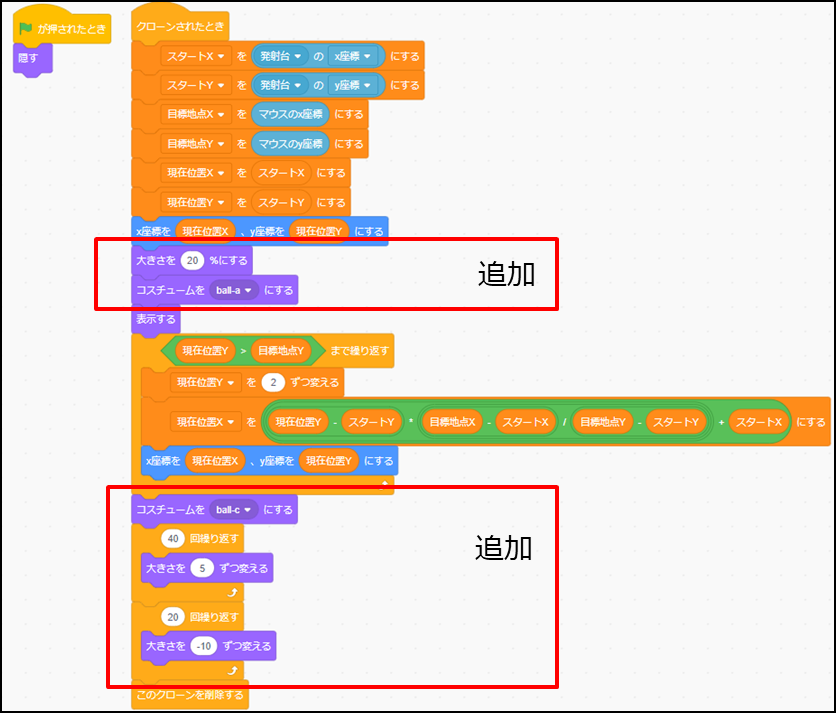 が押されたとき
隠す
クローンされたとき
スタートX を 発射台 の x座標 にする
スタートY を 発射台 の y座標 にする
目標地点X を マウスのx座標 にする
目標地点Y を マウスのy座標 にする
現在位置X を スタートX にする
現在位置Y を スタートY にする
x座標を 現在位置X 、y座標を 現在位置Y にする
大きさを 20 %にする
追加
コスチュームを ball-a にする
表示する
現在位置Y > 目標地点Y まで繰り返す
現在位置Y を 2 ずつ変える
現在位置X を 現在位置Y - スタートY * 目標地点X - スタートX / 目標地点Y - スタートY + スタートX にする
x座標を 現在位置X 、y座標を 現在位置Y にする
コスチュームを ball-c にする
40 回繰り返す
追加
大きさを 5 ずつ変える
20 回繰り返す
大きさを -10 ずつ変える
このクローンを削除する